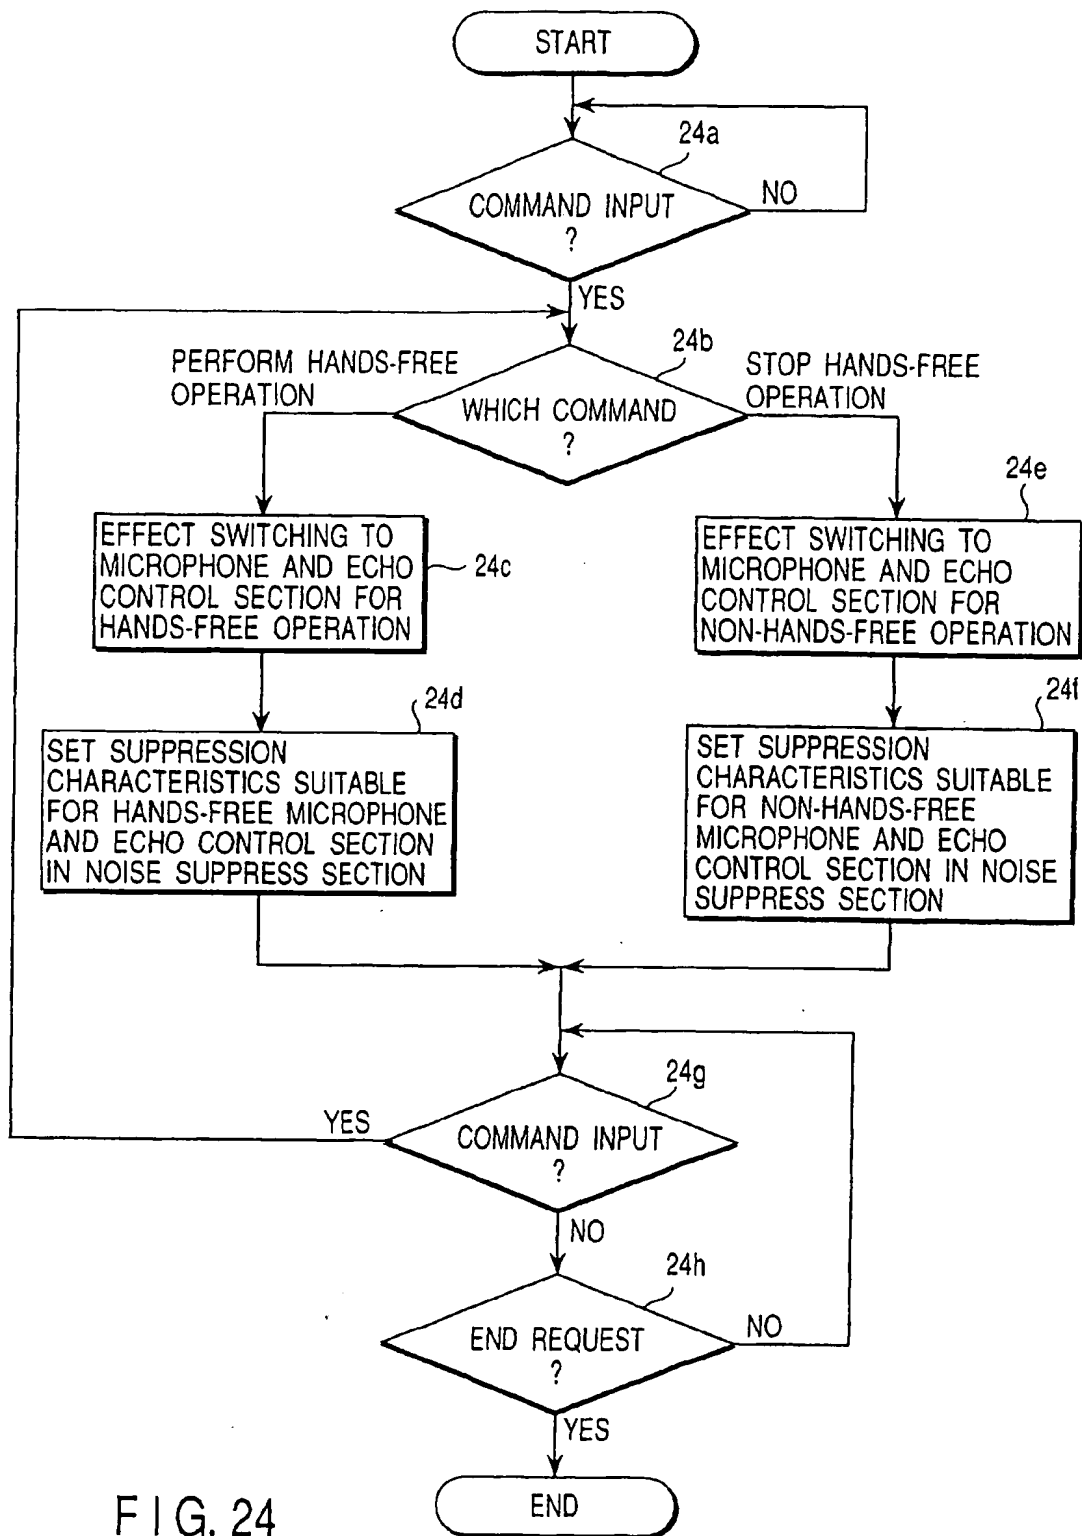 START
24a
COMMAND INPUT
?
NO
YES
24b
PERFORM HANDS-FREE
OPERATION
STOP HANDS-FREE
OPERATION
WHICH COMMAND
?
EFFECT SWITCHING TO
MICROPHONE AND ECHO
CONTROL SECTION FOR
HANDS-FREE OPERATION
24c
24e
EFFECT SWITCHING TO
MICROPHONE AND ECHO
CONTROL SECTION FOR
NON-HANDS-FREE OPERATION
24d
SET SUPPRESSION
CHARACTERISTICS SUITABLE
FOR HANDS-FREE MICROPHONE
AND ECHO CONTROL SECTION
IN NOISE SUPPRESS SECTION
24f
SET SUPPRESSION
CHARACTERISTICS SUITABLE
FOR NON-HANDS-FREE
MICROPHONE AND ECHO
CONTROL SECTION IN NOISE
SUPPRESS SECTION
24g
YES
COMMAND INPUT
?
NO
24h
END REQUEST
?
NO
YES
END
FIG. 24